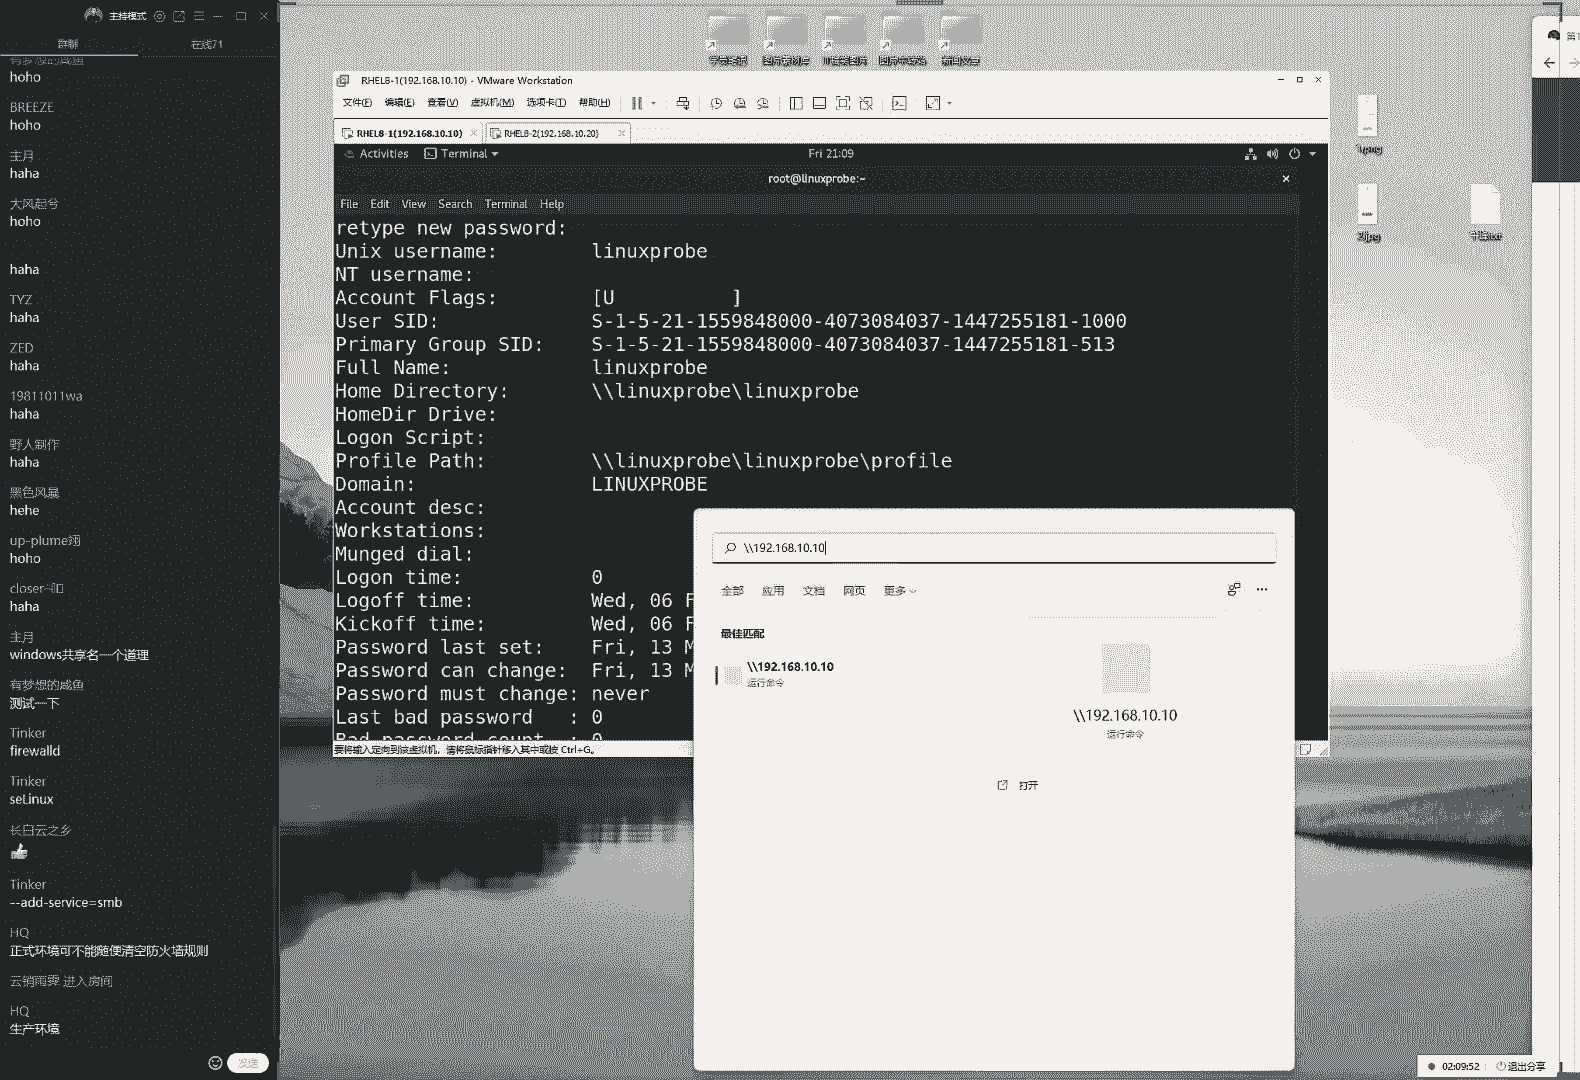 主持模式
群聊
在线71
有梦想的咸鱼
hoho
BREEZE
hoho
主月
haha
大风起兮
hoho
haha
TYZ
haha
ZED
haha
19811011wa
haha
野人制作
haha
黑色风暴
hehe
up-plume翊
hoho
haha
主月
windows共享名一个道理
有梦想的咸鱼
测试一下
Tinker
firewalld
Tinker
seLinux
长白云之乡
Tinker
--add-service=smb
HQ
正式环境可不能随便清空防火墙规则
云销雨霁 进入房间
HQ
生产环境
发送
RHEL8-1(192.168.10.10) - VMware Workstation
文件(F) 编辑(E) 查看(V) 虚拟机(M) 选项卡(T) 帮助(H)
RHEL8-1(192.168.10.10)
RHEL8-2(192.168.10.20)
Activities
Terminal
Fri 21:09
root@linuxprobe:~
File Edit View Search Terminal Help
retype new password:
Unix username: linuxprobe
NT username:
Account Flags: [U ]
User SID: S-1-5-21-1559848000-4073084037-1447255181-1000
Primary Group SID: S-1-5-21-1559848000-4073084037-1447255181-513
Full Name: linuxprobe
Home Directory: \\linuxprobe\linuxprobe
HomeDir Drive:
Logon Script:
Profile Path: \\linuxprobe\linuxprobe\profile
Domain: LINUXPROBE
Account desc:
Workstations:
Munged dial:
Logon time: 0
Logoff time: Wed, 06 F
Kickoff time: Wed, 06 F
Password last set: Fri, 13 M
Password can change: Fri, 13 M
Password must change: never
Last bad password : 0
Bad password count : 0
要将输入定向到该虚拟机，请将鼠标指针移入其中或按 Ctrl+G。
\\192.168.10.10
全部 应用 文档 网页 更多
最佳匹配
\\192.168.10.10
运行命令
\\192.168.10.10
运行命令
打开
02:09:52
退出分享